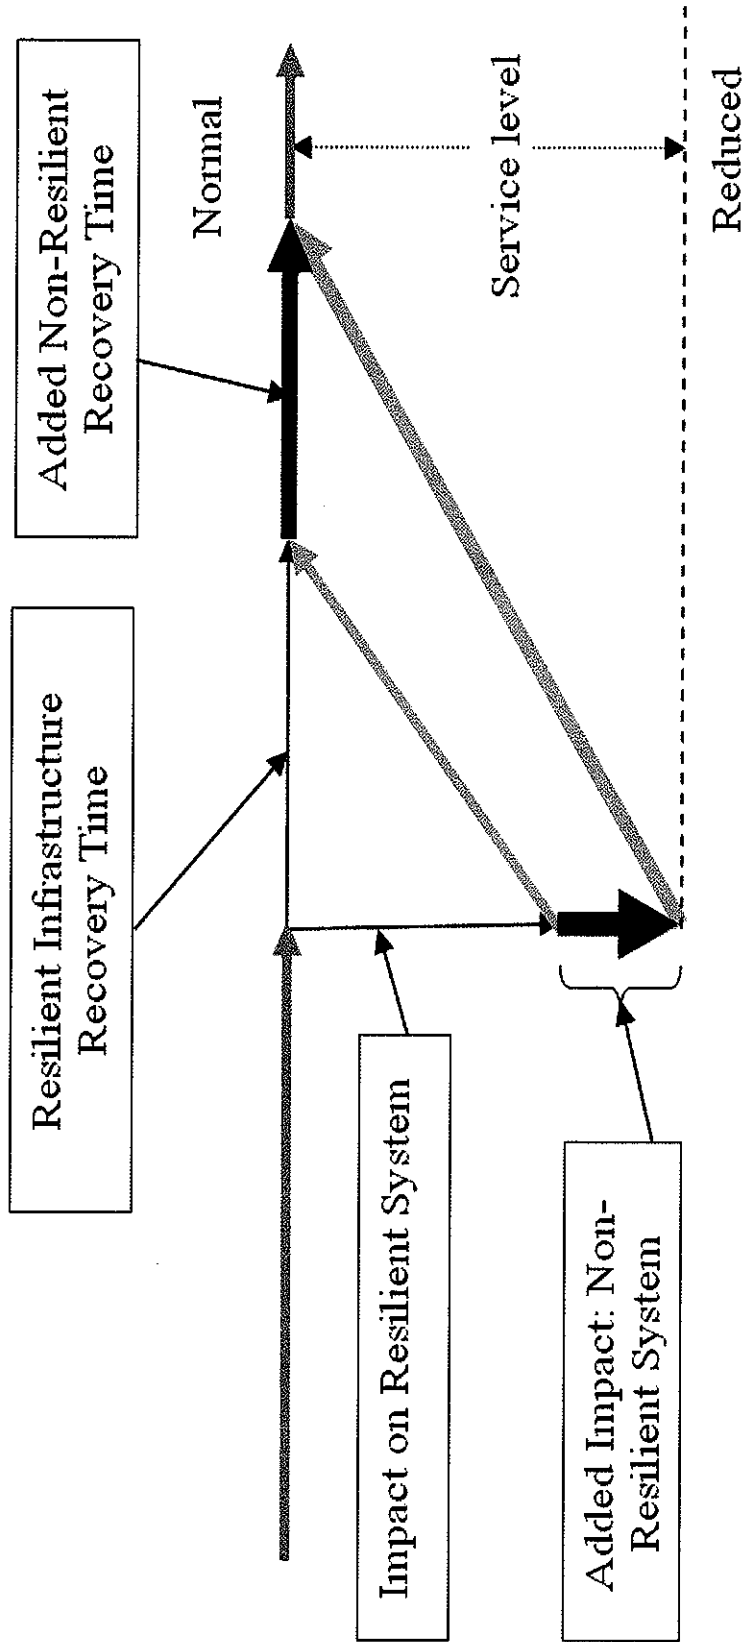 Resilient Infrastructure
Recovery Time
Added Non-Resilient
Recovery Time
Normal
Impact on Resilient System
Service level
Added Impact: Non-
Resilient System
Reduced